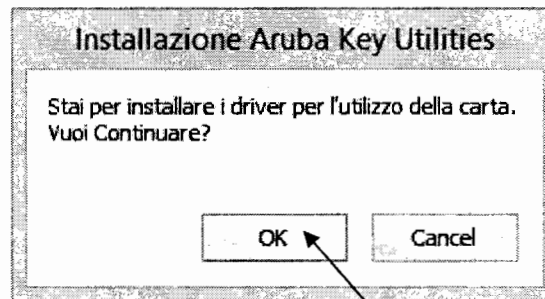 Installazione Aruba Key Utilities
Stai per installare i driver per l'utilizzo della carta.
Vuoi Continuare?
OK
Cancel